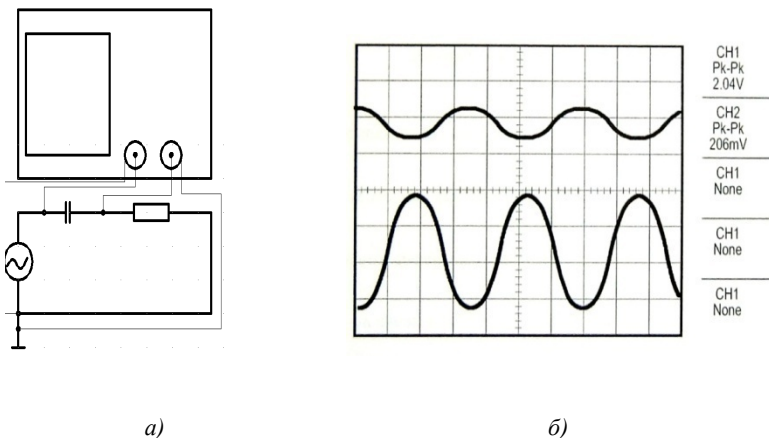 CH1
Pk-Pk
2.04V
CH2
Pk-Pk
206mV
CH1
None
CH1
None
CH1
None
а)
б)